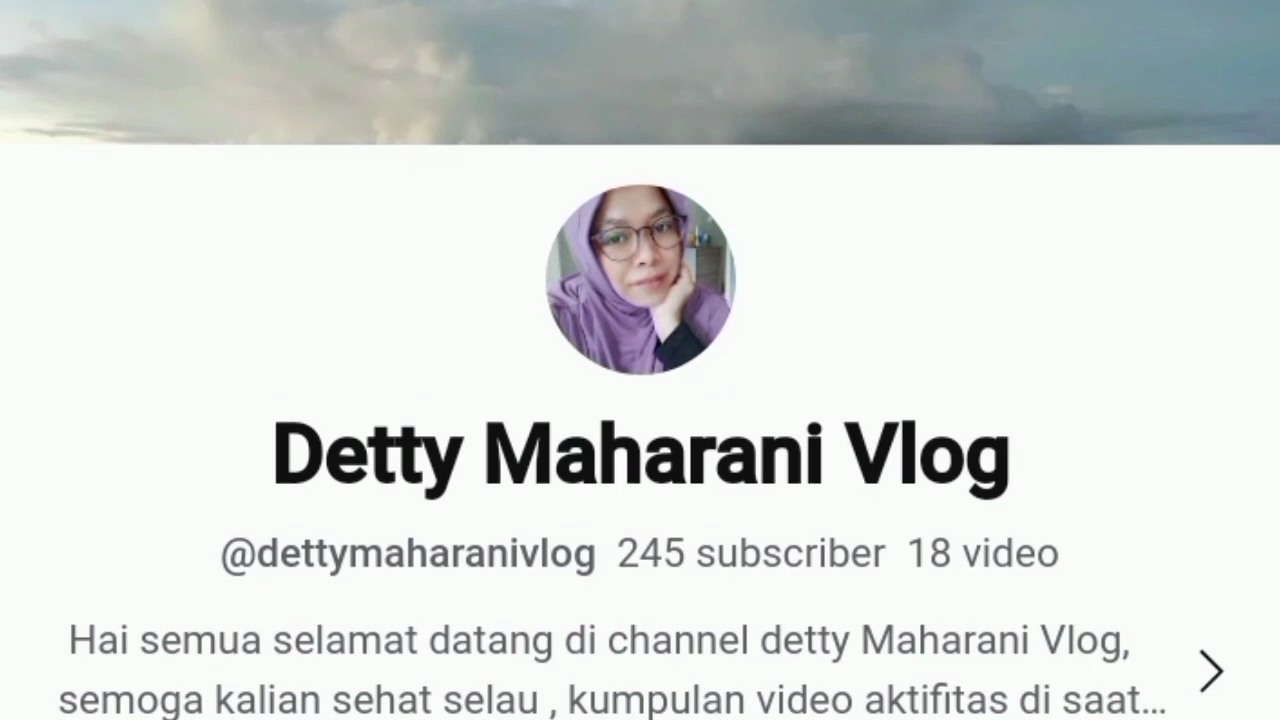 Detty Maharani Vlog
@dettymaharanivlog 245 subscriber 18 video
Hai semua selamat datang di channel detty Maharani Vlog,
semoga kalian sehat selau , kumpulan video aktifitas di saat...